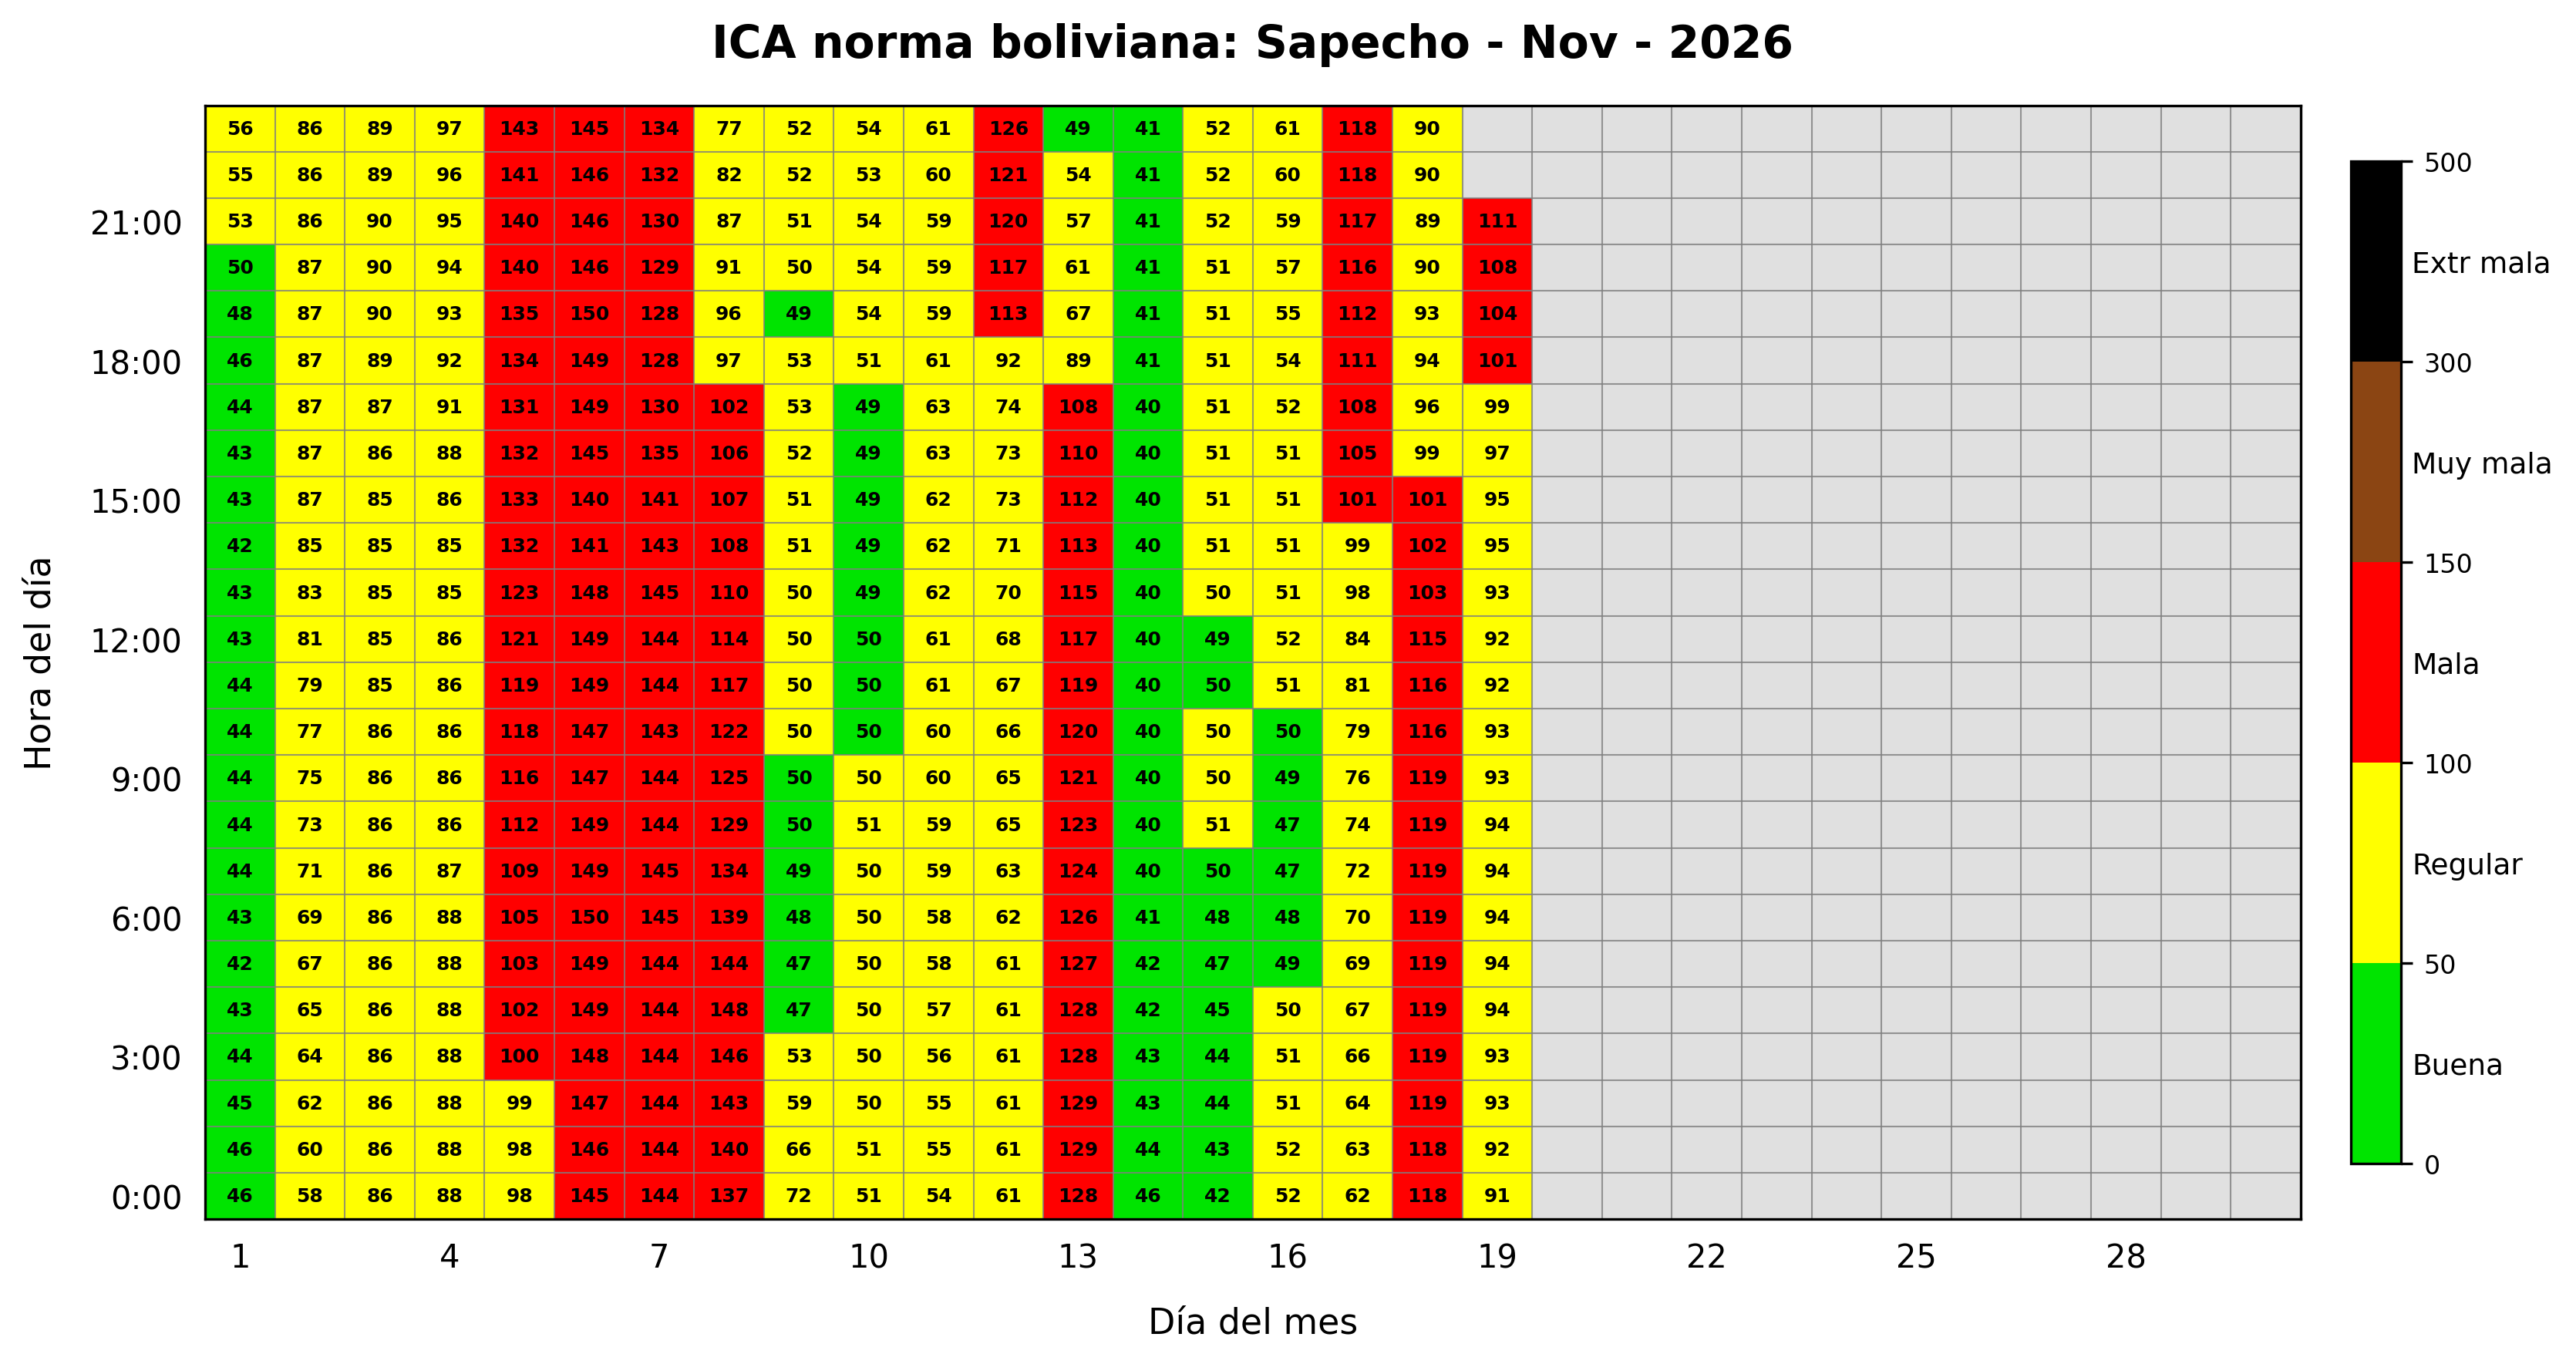 ICA norma boliviana: Sapecho - Nov - 2026
56 86 89 97 143 145 134 77 52 54 61 126 49 41 52 61 118 90
55 86 89 96 141 146 132 82 52 53 60 121 54 41 52 60 118 90
21:00 53 86 90 95 140 146 130 87 51 54 59 120 57 41 52 59 117 89 111
50 87 90 94 140 146 129 91 50 54 59 117 61 41 51 57 116 90 108
48 87 90 93 135 150 128 96 49 54 59 113 67 41 51 55 112 93 104
18:00 46 87 89 92 134 149 128 97 53 51 61 92 89 41 51 54 111 94 101
44 87 87 91 131 149 130 102 53 49 63 74 108 40 51 52 108 96 99
43 87 86 88 132 145 135 106 52 49 63 73 110 40 51 51 105 99 97
15:00 43 87 85 86 133 140 141 107 51 49 62 73 112 40 51 51 101 101 95
42 85 85 85 132 141 143 108 51 49 62 71 113 40 51 51 99 102 95
43 83 85 85 123 148 145 110 50 49 62 70 115 40 50 51 98 103 93
12:00 43 81 85 86 121 149 144 114 50 50 61 68 117 40 49 52 84 115 92
44 79 85 86 119 149 144 117 50 50 61 67 119 40 50 51 81 116 92
44 77 86 86 118 147 143 122 50 50 60 66 120 40 50 50 79 116 93
9:00 44 75 86 86 116 147 144 125 50 50 60 65 121 40 50 49 76 119 93
44 73 86 86 112 149 144 129 50 51 59 65 123 40 51 47 74 119 94
44 71 86 87 109 149 145 134 49 50 59 63 124 40 50 47 72 119 94
6:00 43 69 86 88 105 150 145 139 48 50 58 62 126 41 48 48 70 119 94
42 67 86 88 103 149 144 144 47 50 58 61 127 42 47 49 69 119 94
43 65 86 88 102 149 144 148 47 50 57 61 128 42 45 50 67 119 94
3:00 44 64 86 88 100 148 144 146 53 50 56 61 128 43 44 51 66 119 93
45 62 86 88 99 147 144 143 59 50 55 61 129 43 44 51 64 119 93
46 60 86 88 98 146 144 140 66 51 55 61 129 44 43 52 63 118 92
0:00 46 58 86 88 98 145 144 137 72 51 54 61 128 46 42 52 62 118 91
1 4 7 10 13 16 19 22 25 28
Día del mes
Hora del día
500
Extr mala
300
Muy mala
150
Mala
100
Regular
50
Buena
0